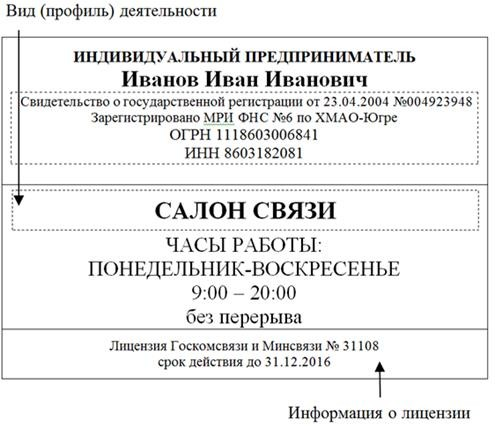 Вид (профиль) деятельности
ИНДИВИДУАЛЬНЫЙ ПРЕДПРИНИМАТЕЛЬ
Иванов Иван Иванович
Свидетельство о государственной регистрации от 23.04.2004 №004923948
Зарегистрировано МРИ ФНС №6 по ХМАО-Югре
ОГРН 1118603006841
ИНН 8603182081
САЛОН СВЯЗИ
ЧАСЫ РАБОТЫ:
ПОНЕДЕЛЬНИК-ВОСКРЕСЕНЬЕ
9:00 – 20:00
без перерыва
Лицензия Госкомсвязи и Минсвязи № 31108
срок действия до 31.12.2016
Информация о лицензии